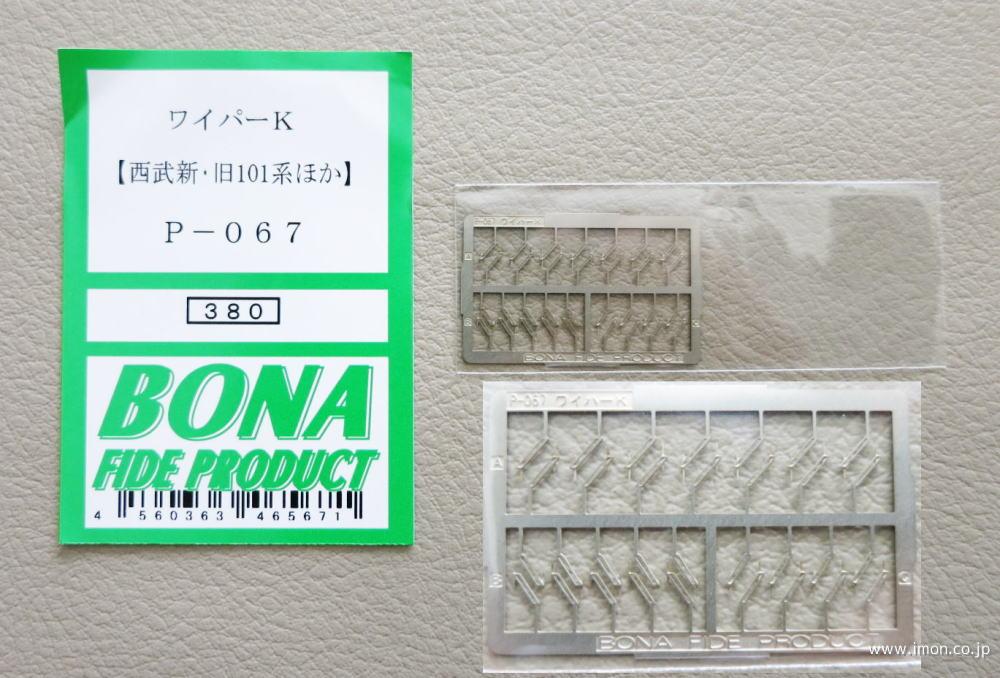 ワイパーK
【西武新・旧101系ほか】
P-067
380
BONA
FIDE PRODUCT
4 560363 465671
P-067 ワイパーK
A
B
C
BONA FIDE PRODUCT
P-067 ワイパーK
A
B
C
BONA FIDE PRODUCT
www.imon.co.jp